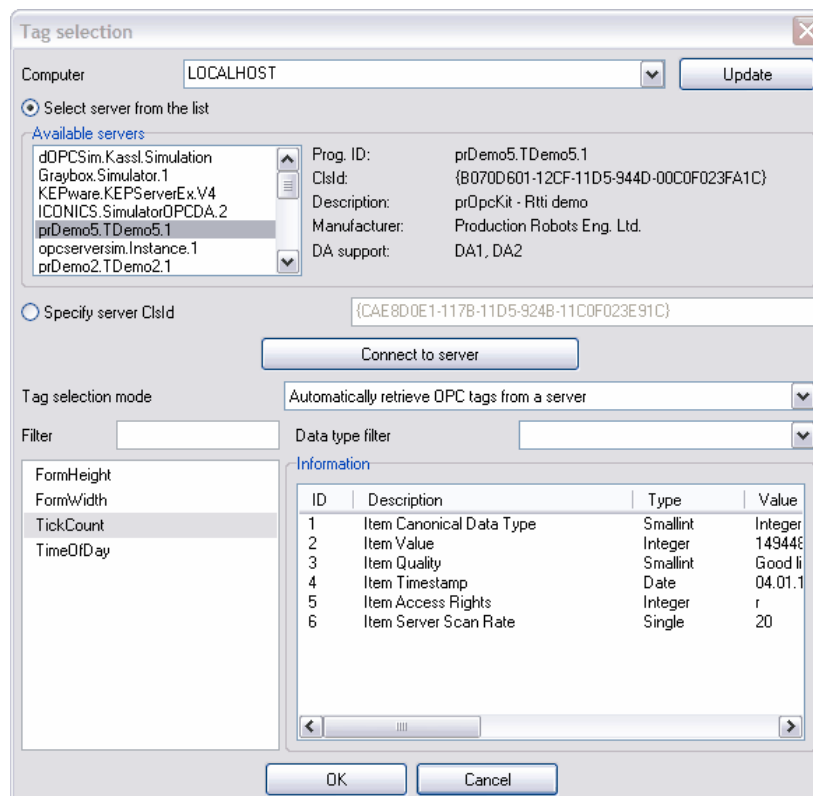 Tag selection
Computer LOCALHOST Update
Select server from the list
Available servers
dOPCSim.Kassl.Simulation
Graybox.Simulator.1
KEPware.KEPServerEx.V4
ICONICS.SimulatorOPCDA.2
prDemo5.TDemo5.1
opcserversim.Instance.1
prDemo2.TDemo2.1
Prog. ID: prDemo5.TDemo5.1
ClsId: {B070D601-12CF-11D5-944D-00C0F023FA1C}
Description: prOpcKit - Rtti demo
Manufacturer: Production Robots Eng. Ltd.
DA support: DA1, DA2
Specify server ClsId {CAE8D0E1-117B-11D5-924B-11C0F023E91C}
Connect to server
Tag selection mode Automatically retrieve OPC tags from a server
Filter Data type filter
FormHeight
FormWidth
TickCount
TimeOfDay
Information
ID Description Type Value
1 Item Canonical Data Type Smallint Integer
2 Item Value Integer 149448
3 Item Quality Smallint Good li
4 Item Timestamp Date 04.01.1
5 Item Access Rights Integer r
6 Item Server Scan Rate Single 20
OK Cancel